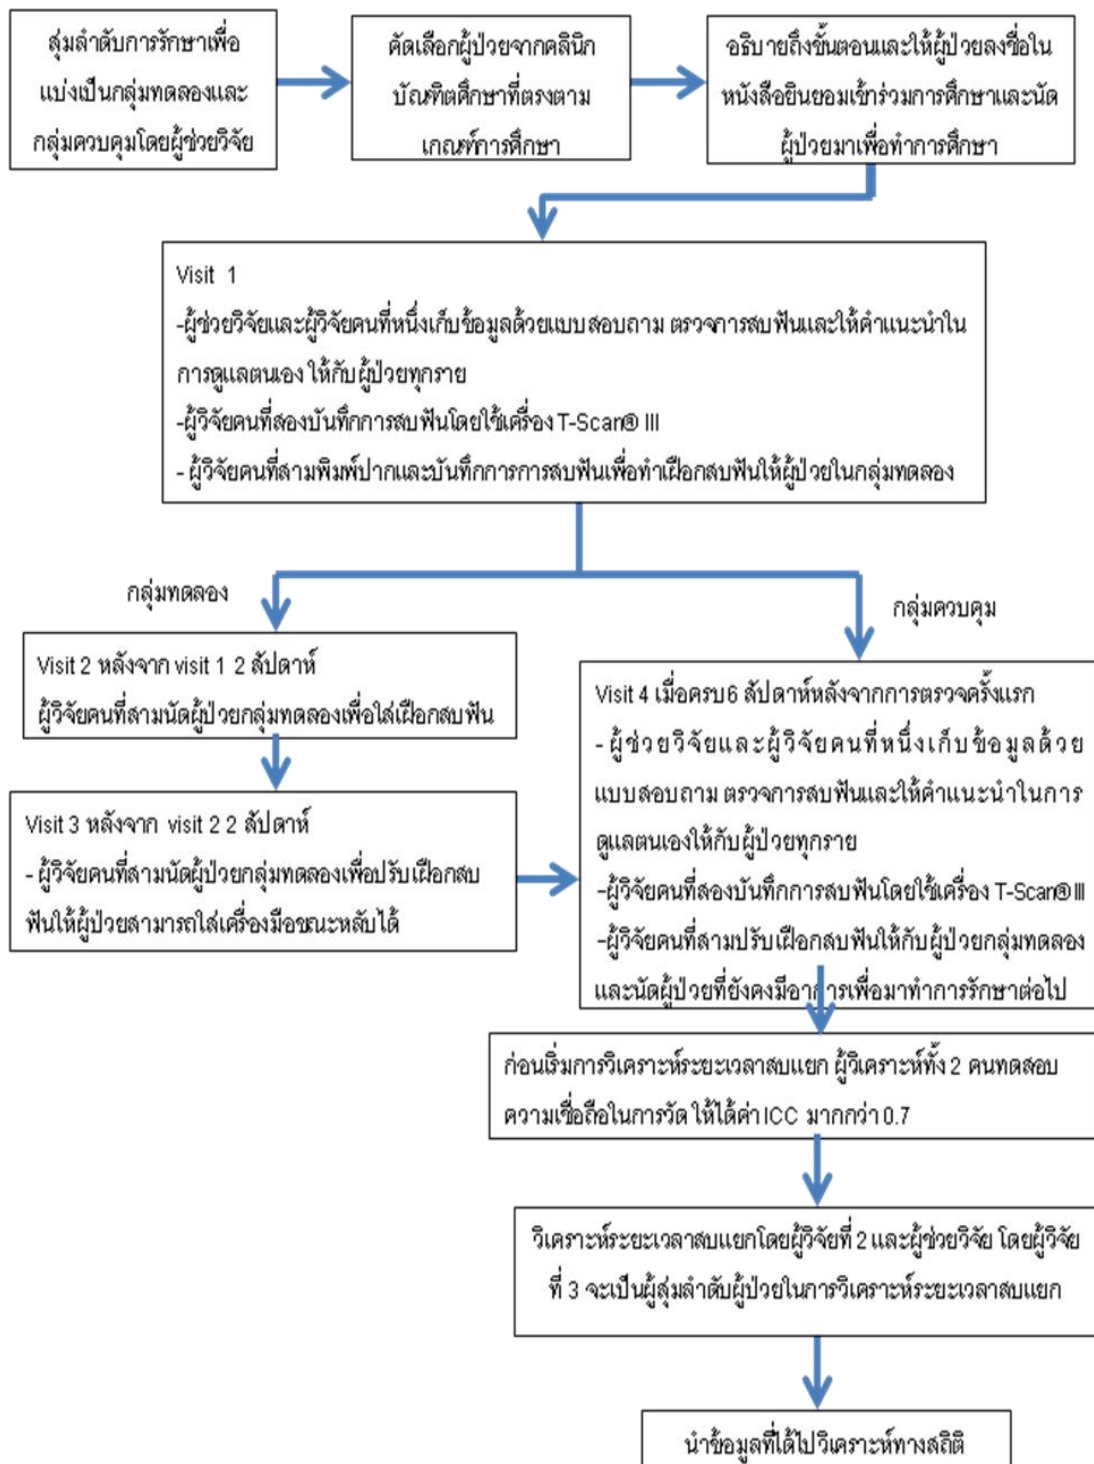 สุ่มลำดับการรักษาเพื่อ
แบ่งเป็นกลุ่มทดลองและ
กลุ่มควบคุมโดยผู้ช่วยวิจัย
คัดเลือกผู้ป่วยจากคลินิก
บัณฑิตศึกษาที่ตรงตาม
เกณฑ์การศึกษา
อธิบายถึงขั้นตอนและให้ผู้ป่วยลงชื่อใน
หนังสือยินยอมเข้าร่วมการศึกษาและนัด
ผู้ป่วยมาเพื่อทำการศึกษา
Visit 1
-ผู้ช่วยวิจัยและผู้วิจัยคนที่หนึ่งเก็บข้อมูลด้วยแบบสอบถาม ตรวจการสบฟันและให้คำแนะนำใน
การดูแลตนเอง ให้กับผู้ป่วยทุกราย
-ผู้วิจัยคนที่สองบันทึกการสบฟันโดยใช้เครื่อง T-Scan® III
- ผู้วิจัยคนที่สามพิมพ์ปากและบันทึกการการสบฟันเพื่อทำเฝือกสบฟันให้ผู้ป่วยในกลุ่มทดลอง
กลุ่มทดลอง
กลุ่มควบคุม
Visit 2 หลังจาก visit 1 2 สัปดาห์
ผู้วิจัยคนที่สามนัดผู้ป่วยกลุ่มทดลองเพื่อใส่เฝือกสบฟัน
Visit 3 หลังจาก visit 2 2 สัปดาห์
- ผู้วิจัยคนที่สามนัดผู้ป่วยกลุ่มทดลองเพื่อปรับเฝือกสบ
ฟันให้ผู้ป่วยสามารถใส่เครื่องมือขณะหลับได้
Visit 4 เมื่อครบ6 สัปดาห์หลังจากการตรวจครั้งแรก
- ผู้ช่วยวิจัยและผู้วิจัยคนที่หนึ่งเก็บข้อมูลด้วย
แบบสอบถาม ตรวจการสบฟันและให้คำแนะนำในการ
ดูแลตนเองให้กับผู้ป่วยทุกราย
-ผู้วิจัยคนที่สองบันทึกการสบฟันโดยใช้เครื่อง T-Scan® III
-ผู้วิจัยคนที่สามปรับเฝือกสบฟันให้กับผู้ป่วยกลุ่มทดลอง
และนัดผู้ป่วยที่ยังคงมีอาการเพื่อมาทำการรักษาต่อไป
ก่อนเริ่มการวิเคราะห์ระยะเวลาสบแยก ผู้วิเคราะห์ทั้ง 2 คนทดสอบ
ความเชื่อถือในการวัด ให้ได้ค่า ICC มากกว่า 0.7
วิเคราะห์ระยะเวลาสบแยกโดยผู้วิจัยที่ 2 และผู้ช่วยวิจัย โดยผู้วิจัย
ที่ 3 จะเป็นผู้สุ่มลำดับผู้ป่วยในการวิเคราะห์ระยะเวลาสบแยก
นำข้อมูลที่ได้ไปวิเคราะห์ทางสถิติ